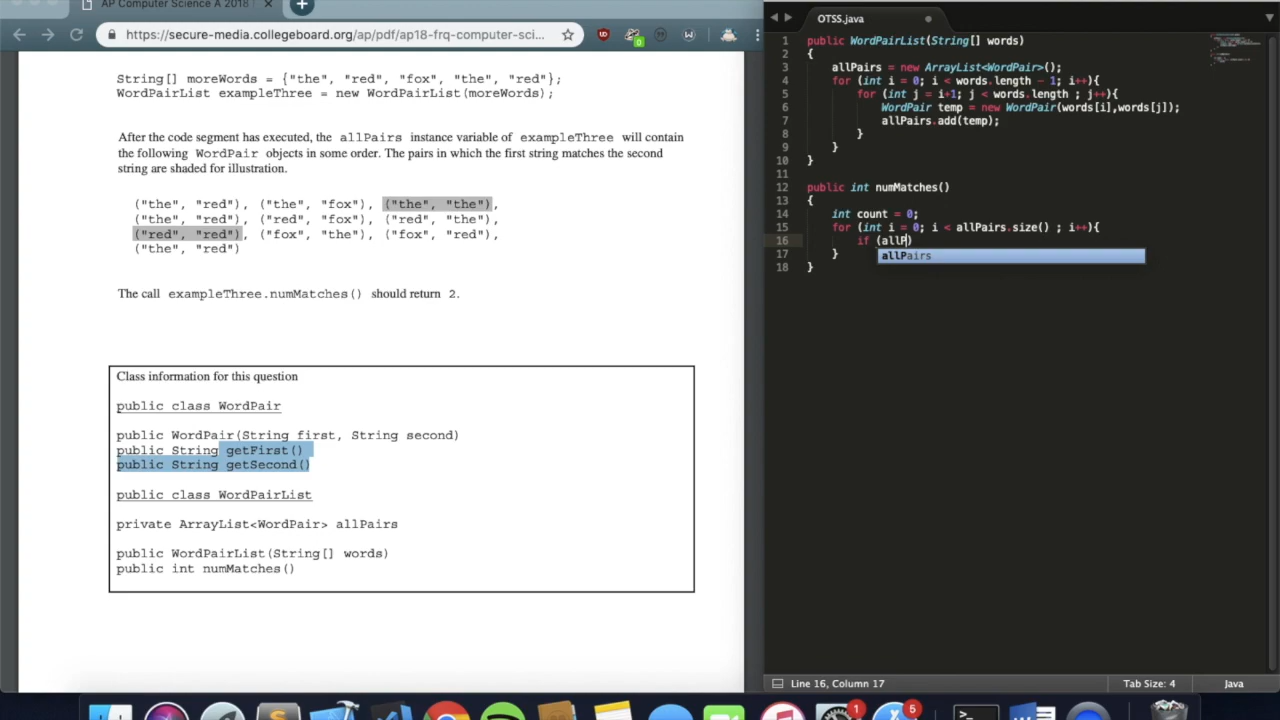 AP Computer Science A 2018
https://secure-media.collegeboard.org/ap/pdf/ap18-frq-computer-sci...
0
String[] moreWords = {"the", "red", "fox", "the", "red"};
WordPairList exampleThree = new WordPairList(moreWords);
After the code segment has executed, the allPairs instance variable of exampleThree will contain
the following WordPair objects in some order. The pairs in which the first string matches the second
string are shaded for illustration.
("the", "red"), ("the", "fox"), ("the", "the"),
("the", "red"), ("red", "fox"), ("red", "the"),
("red", "red"), ("fox", "the"), ("fox", "red"),
("the", "red")
The call exampleThree.numMatches() should return 2.
Class information for this question
public class WordPair
public WordPair(String first, String second)
public String getFirst()
public String getSecond()
public class WordPairList
private ArrayList<WordPair> allPairs
public WordPairList(String[] words)
public int numMatches()
OTSS.java
1 public WordPairList(String[] words)
2 {
3 allPairs = new ArrayList<WordPair>();
4 for (int i = 0; i < words.length - 1; i++){
5 for (int j = i+1; j < words.length ; j++){
6 WordPair temp = new WordPair(words[i],words[j]);
7 allPairs.add(temp);
8 }
9 }
10 }
11
12 public int numMatches()
13 {
14 int count = 0;
15 for (int i = 0; i < allPairs.size() ; i++){
16 if (allP)
allPairs
17 }
18 }
Line 16, Column 17
Tab Size: 4
Java
1
5